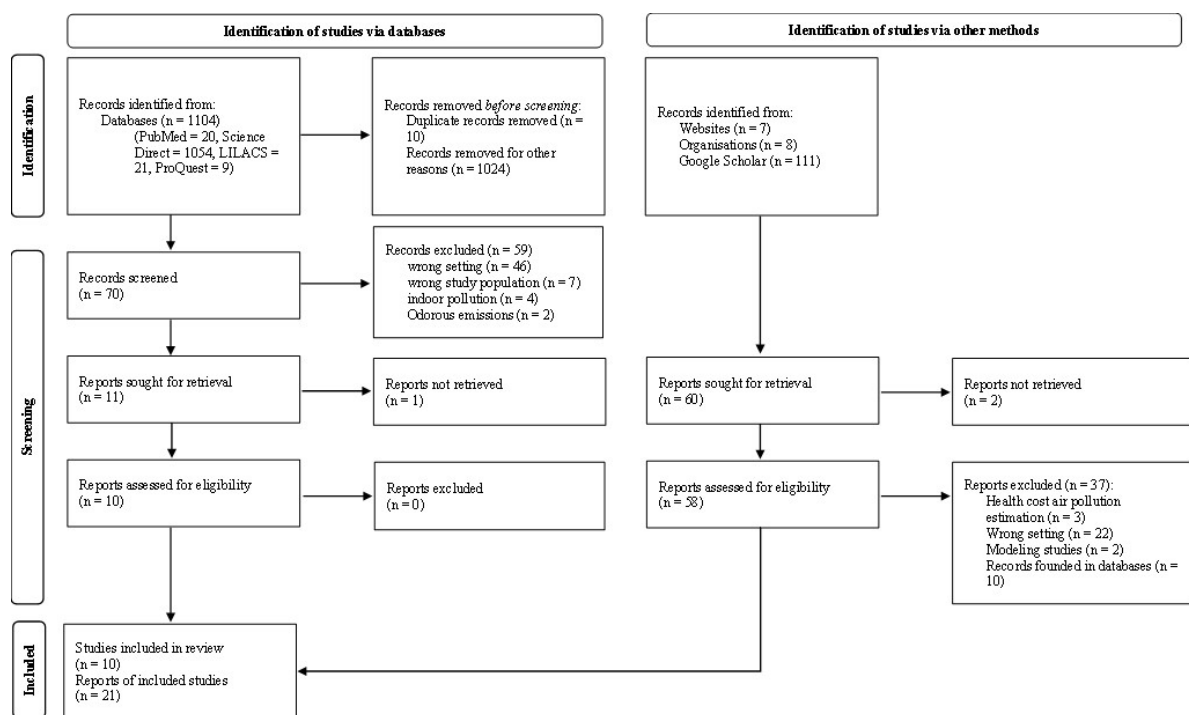 Identification of studies via databases
Identification of studies via other methods
Identification
Records identified from:
Databases (n = 1104)
(PubMed = 20, Science
Direct = 1054, LILACS =
21, ProQuest = 9)
Records removed before screening:
Duplicate records removed (n =
10)
Records removed for other
reasons (n = 1024)
Records identified from:
Websites (n = 7)
Organisations (n = 8)
Google Scholar (n = 111)
Screening
Records screened
(n = 70)
Records excluded (n = 59)
wrong setting (n = 46)
wrong study population (n = 7)
indoor pollution (n = 4)
Odorous emissions (n = 2)
Reports sought for retrieval
(n = 11)
Reports not retrieved
(n = 1)
Reports sought for retrieval
(n = 60)
Reports not retrieved
(n = 2)
Reports assessed for eligibility
(n = 10)
Reports excluded
(n = 0)
Reports assessed for eligibility
(n = 58)
Reports excluded (n = 37):
Health cost air pollution
estimation (n = 3)
Wrong setting (n = 22)
Modeling studies (n = 2)
Records founded in databases (n =
10)
Included
Studies included in review
(n = 10)
Reports of included studies
(n = 21)